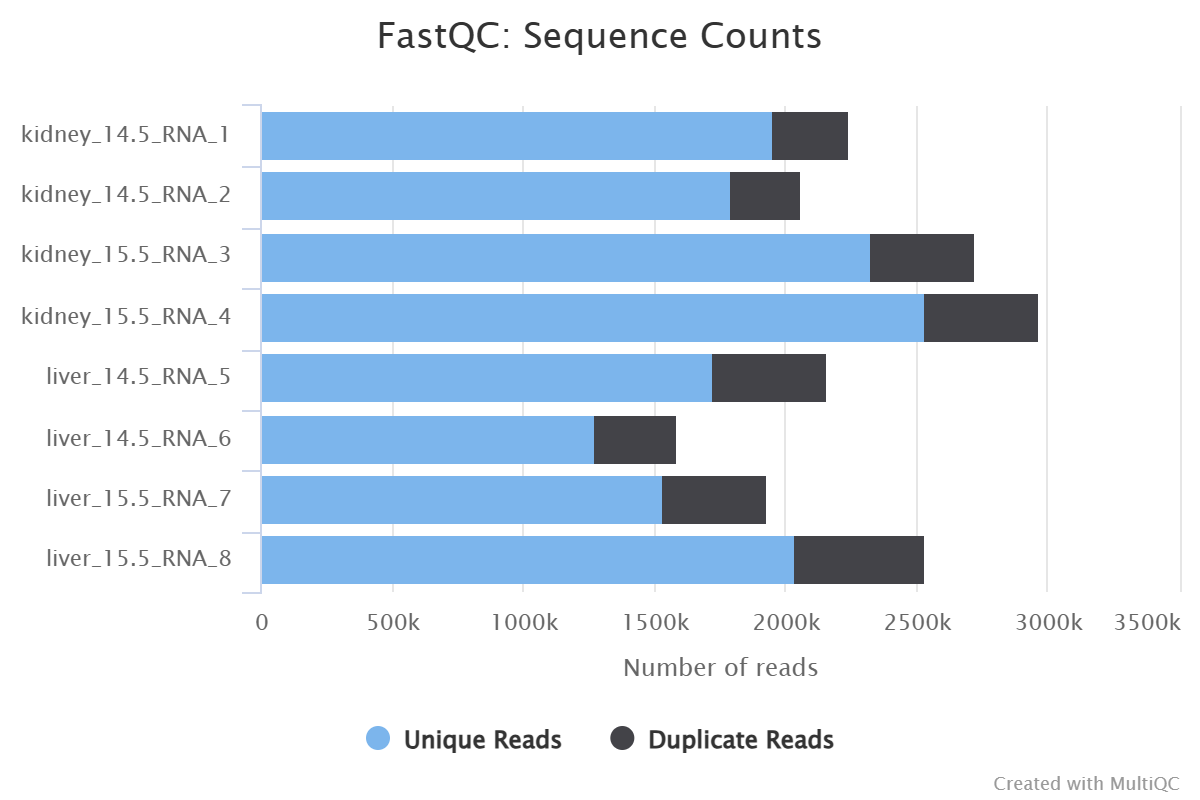 FastQC: Sequence Counts
kidney_14.5_RNA_1
kidney_14.5_RNA_2
kidney_15.5_RNA_3
kidney_15.5_RNA_4
liver_14.5_RNA_5
liver_14.5_RNA_6
liver_15.5_RNA_7
liver_15.5_RNA_8
0 500k 1000k 1500k 2000k 2500k 3000k 3500k
Number of reads
Unique Reads Duplicate Reads
Created with MultiQC